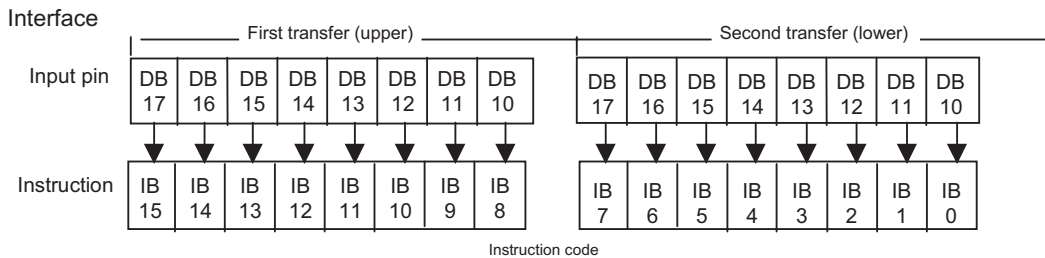 Interface
First transfer (upper) Second transfer (lower)
Input pin DB 17 DB 16 DB 15 DB 14 DB 13 DB 12 DB 11 DB 10 DB 17 DB 16 DB 15 DB 14 DB 13 DB 12 DB 11 DB 10
Instruction IB 15 IB 14 IB 13 IB 12 IB 11 IB 10 IB 9 IB 8 IB 7 IB 6 IB 5 IB 4 IB 3 IB 2 IB 1 IB 0
Instruction code